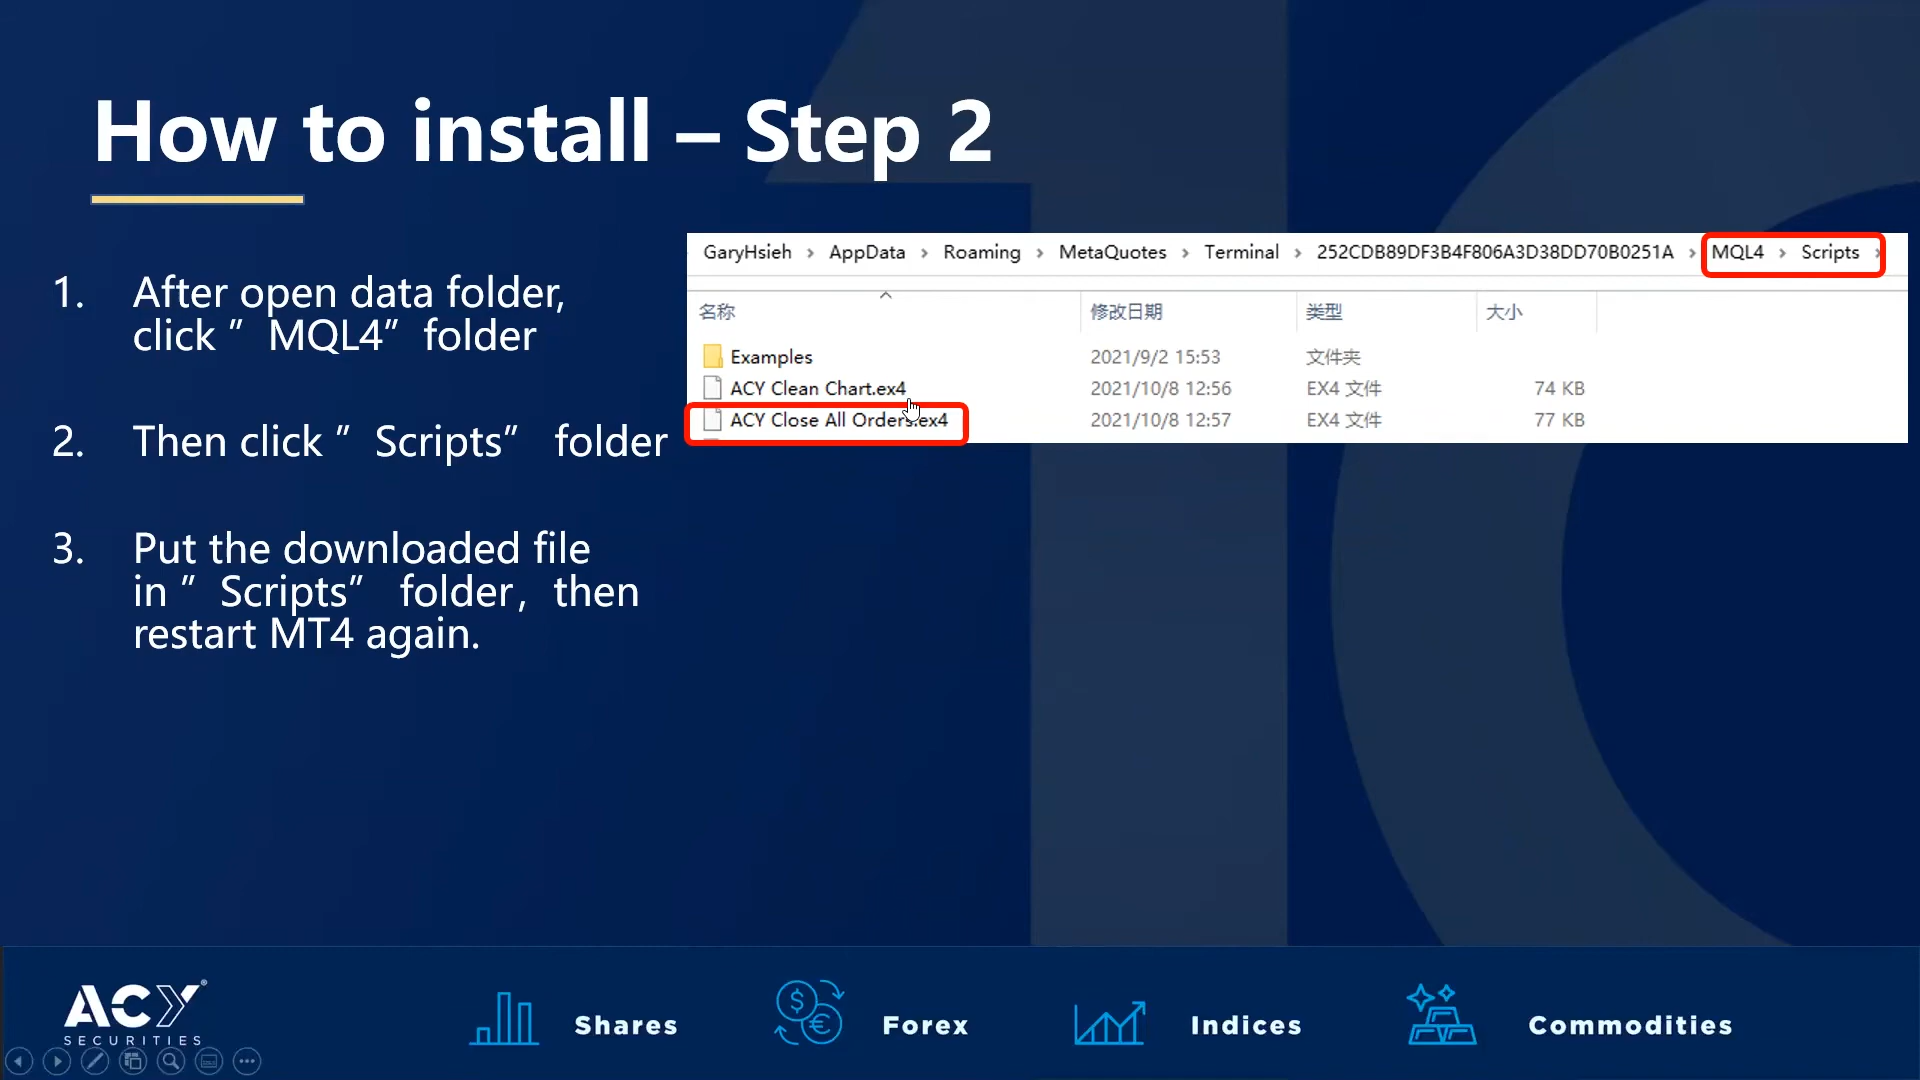 How to install – Step 2
1. After open data folder,
click ” MQL4” folder
2. Then click ” Scripts” folder
3. Put the downloaded file
in ” Scripts” folder，then
restart MT4 again.
GaryHsieh › AppData › Roaming › MetaQuotes › Terminal › 252CDB89DF3B4F806A3D38DD70B0251A › MQL4 › Scripts ›
名称 修改日期 类型 大小
Examples 2021/9/2 15:53 文件夹
ACY Clean Chart.ex4 2021/10/8 12:56 EX4 文件 74 KB
ACY Close All Orders.ex4 2021/10/8 12:57 EX4 文件 77 KB
ACY®
SECURITIES
Shares
Forex
Indices
Commodities